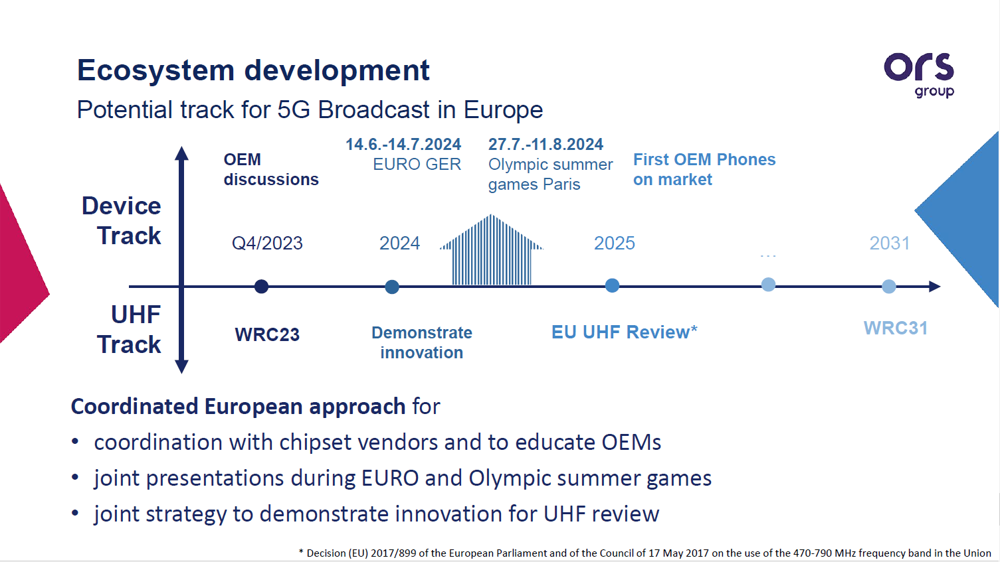 Ecosystem development
ors
group
Potential track for 5G Broadcast in Europe
14.6.-14.7.2024
EURO GER
27.7.-11.8.2024
Olympic summer
games Paris
OEM
discussions
First OEM Phones
on market
Device
Track
Q4/2023
2024
2025
...
2031
UHF
Track
WRC23
Demonstrate
innovation
EU UHF Review*
WRC31
Coordinated European approach for
• coordination with chipset vendors and to educate OEMs
• joint presentations during EURO and Olympic summer games
• joint strategy to demonstrate innovation for UHF review
* Decision (EU) 2017/899 of the European Parliament and of the Council of 17 May 2017 on the use of the 470-790 MHz frequency band in the Union